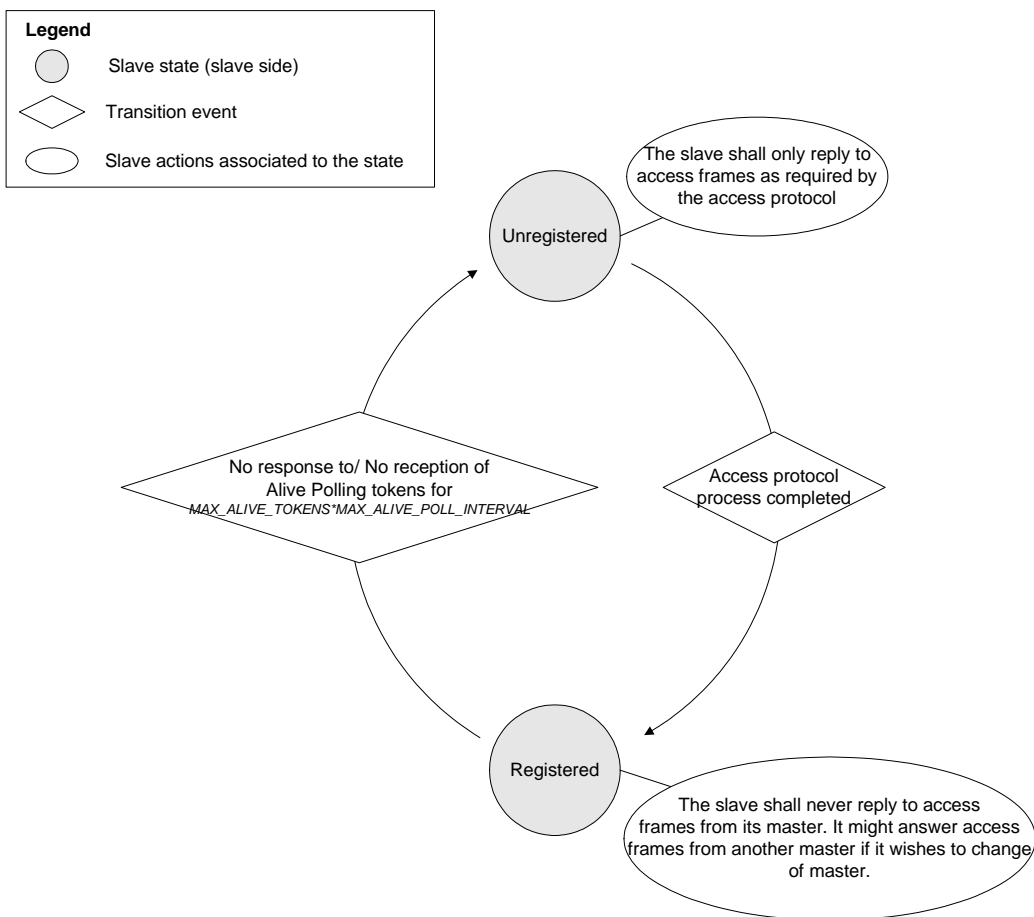 Legend
Slave state (slave side)
Transition event
Slave actions associated to the state
The slave shall only reply to
access frames as required by
the access protocol
Unregistered
No response to/ No reception of
Alive Polling tokens for
MAX_ALIVE_TOKENS*MAX_ALIVE_POLL_INTERVAL
Access protocol
process completed
Registered
The slave shall never reply to access
frames from its master. It might answer access
frames from another master if it wishes to change
of master.